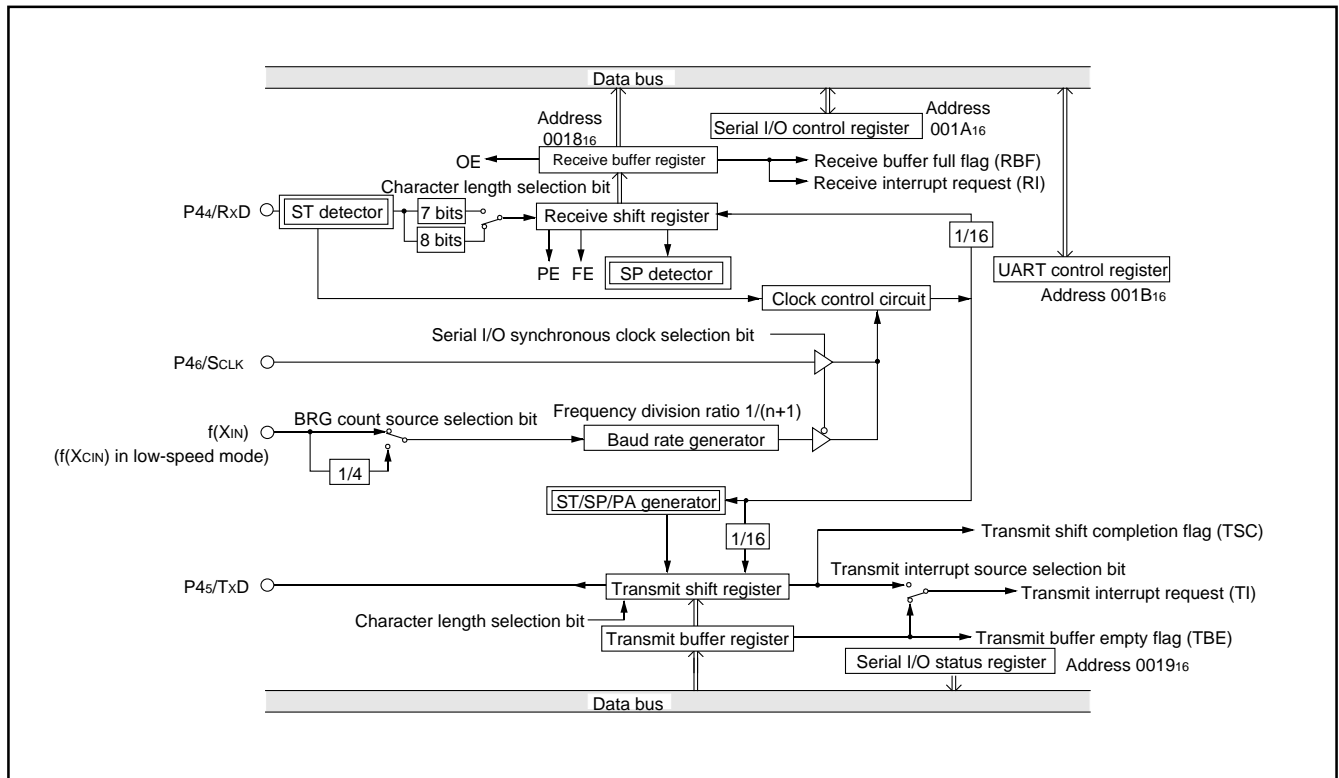 Data bus
Address
0018₁₆
Serial I/O control register
Address
001A₁₆
OE
Receive buffer register
Receive buffer full flag (RBF)
Receive interrupt request (RI)
Character length selection bit
P4₄/RXD
ST detector
7 bits
8 bits
Receive shift register
1/16
PE
FE
SP detector
UART control register
Address 001B₁₆
Clock control circuit
Serial I/O synchronous clock selection bit
P4₆/SCLK
BRG count source selection bit
Frequency division ratio 1/(n+1)
f(XIN)
Baud rate generator
(f(XCIN) in low-speed mode)
1/4
ST/SP/PA generator
1/16
Transmit shift completion flag (TSC)
Transmit interrupt source selection bit
P4₅/TXD
Transmit shift register
Transmit interrupt request (TI)
Character length selection bit
Transmit buffer register
Transmit buffer empty flag (TBE)
Serial I/O status register
Address 0019₁₆
Data bus